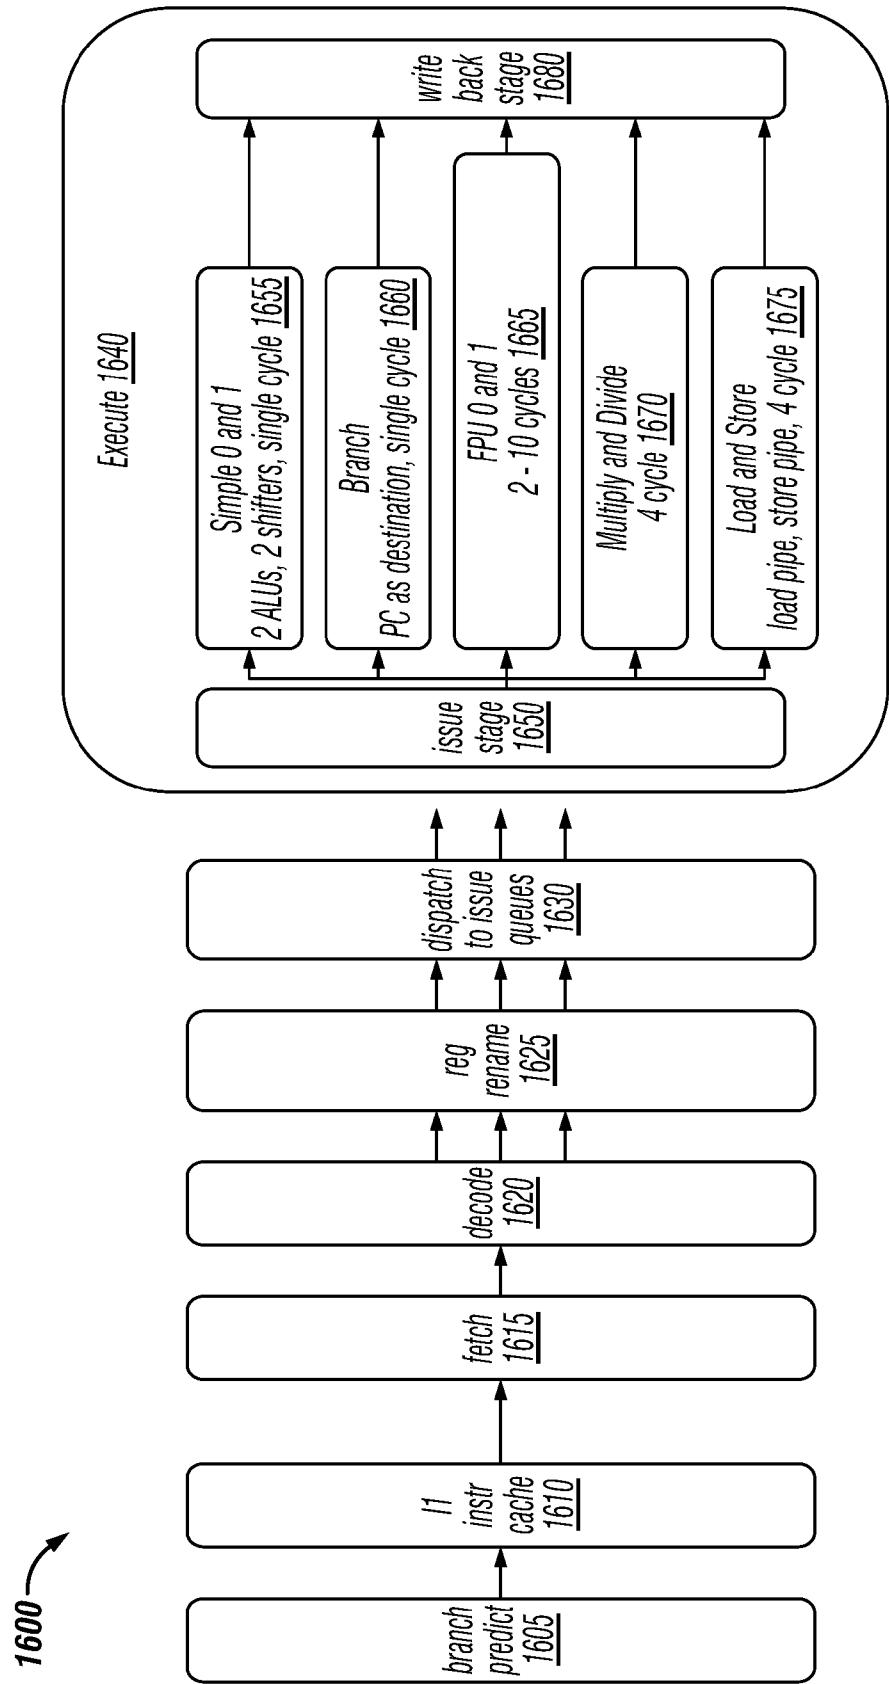 1600
branch
predict
1605
I1
instr
cache
1610
fetch
1615
decode
1620
reg
rename
1625
dispatch
to issue
queues
1630
Execute 1640
issue
stage
1650
Simple 0 and 1
2 ALUs, 2 shifters, single cycle 1655
Branch
PC as destination, single cycle 1660
FPU 0 and 1
2 - 10 cycles 1665
Multiply and Divide
4 cycle 1670
Load and Store
load pipe, store pipe, 4 cycle 1675
write
back
stage
1680